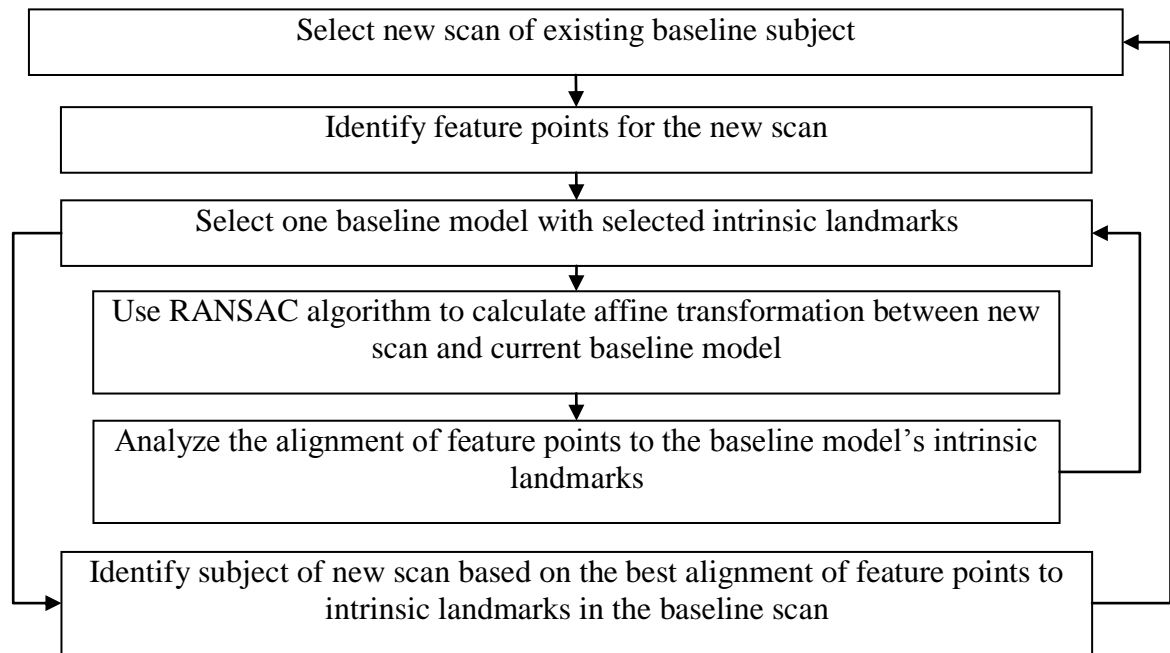 Select new scan of existing baseline subject
Identify feature points for the new scan
Select one baseline model with selected intrinsic landmarks
Use RANSAC algorithm to calculate affine transformation between new
scan and current baseline model
Analyze the alignment of feature points to the baseline model’s intrinsic
landmarks
Identify subject of new scan based on the best alignment of feature points to
intrinsic landmarks in the baseline scan